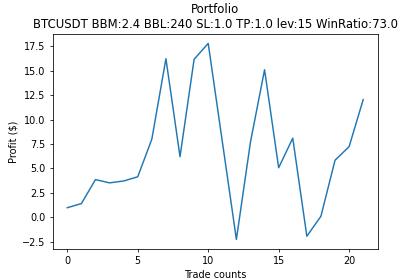 Portfolio
BTCUSDT BBM:2.4 BBL:240 SL:1.0 TP:1.0 lev:15 WinRatio:73.0
17.5
15.0
12.5
10.0
7.5
5.0
2.5
0.0
−2.5
Profit ($)
0 5 10 15 20
Trade counts